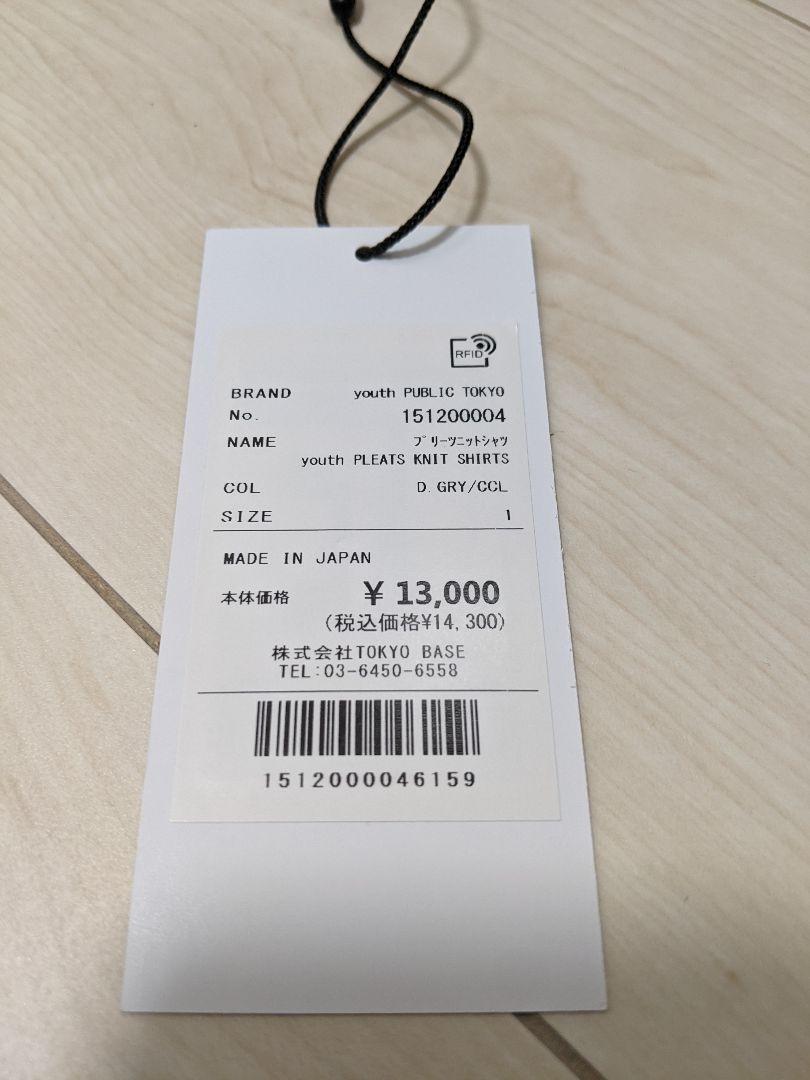 RFID
BRAND youth PUBLIC TOKYO
No. 151200004
NAME プリーツニットシャツ
youth PLEATS KNIT SHIRTS
COL D.GRY/CCL
SIZE 1
MADE IN JAPAN
本体価格 ¥ 13,000
(税込価格¥14,300)
株式会社TOKYO BASE
TEL:03-6450-6558
1512000046159